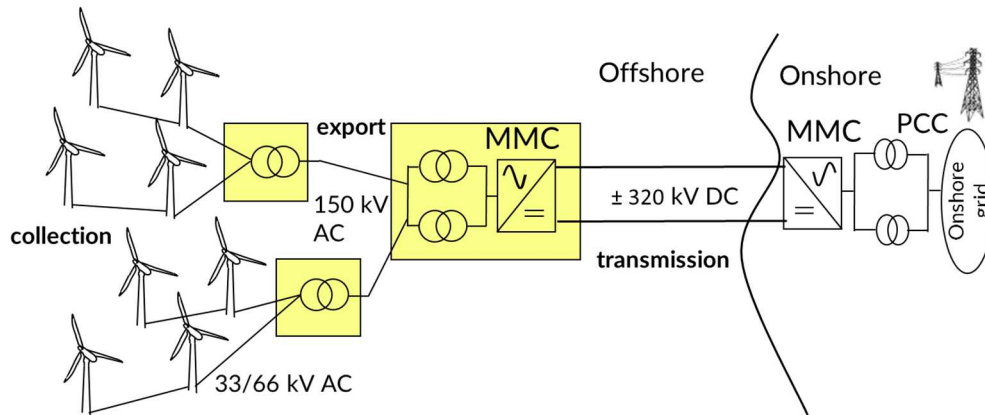 Offshore
Onshore
export
MMC
MMC
PCC
150 kV
AC
± 320 kV DC
Onshore
grid
collection
transmission
33/66 kV AC